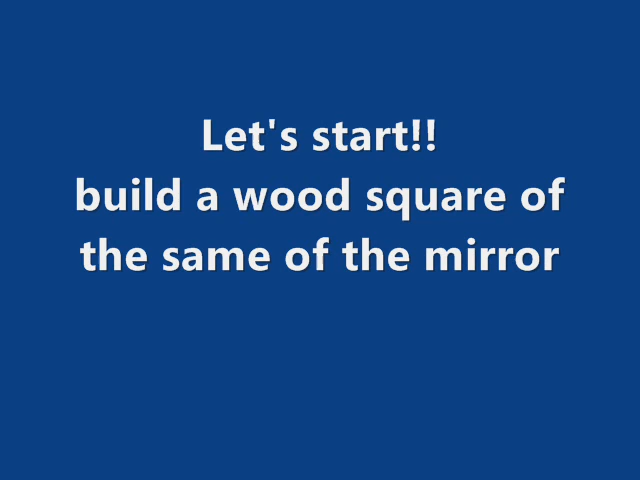 Let's start!!
build a wood square of
the same of the mirror